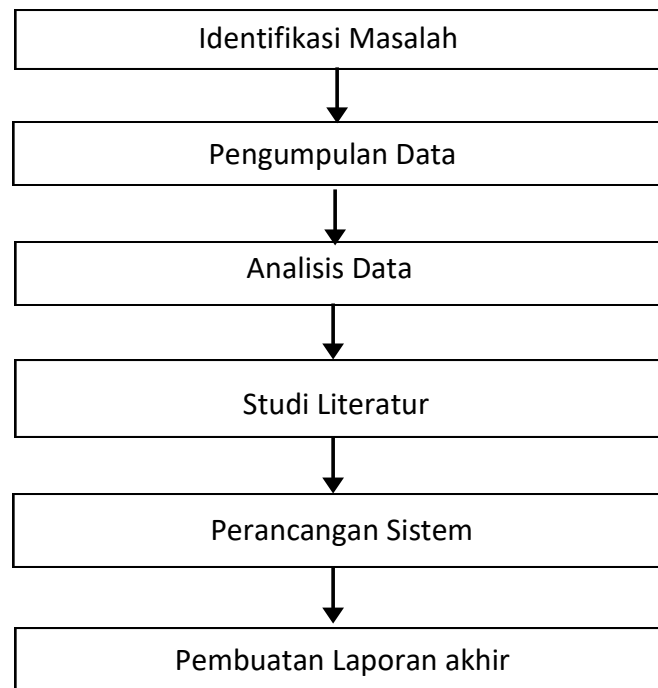 Identifikasi Masalah
Pengumpulan Data
Analisis Data
Studi Literatur
Perancangan Sistem
Pembuatan Laporan akhir